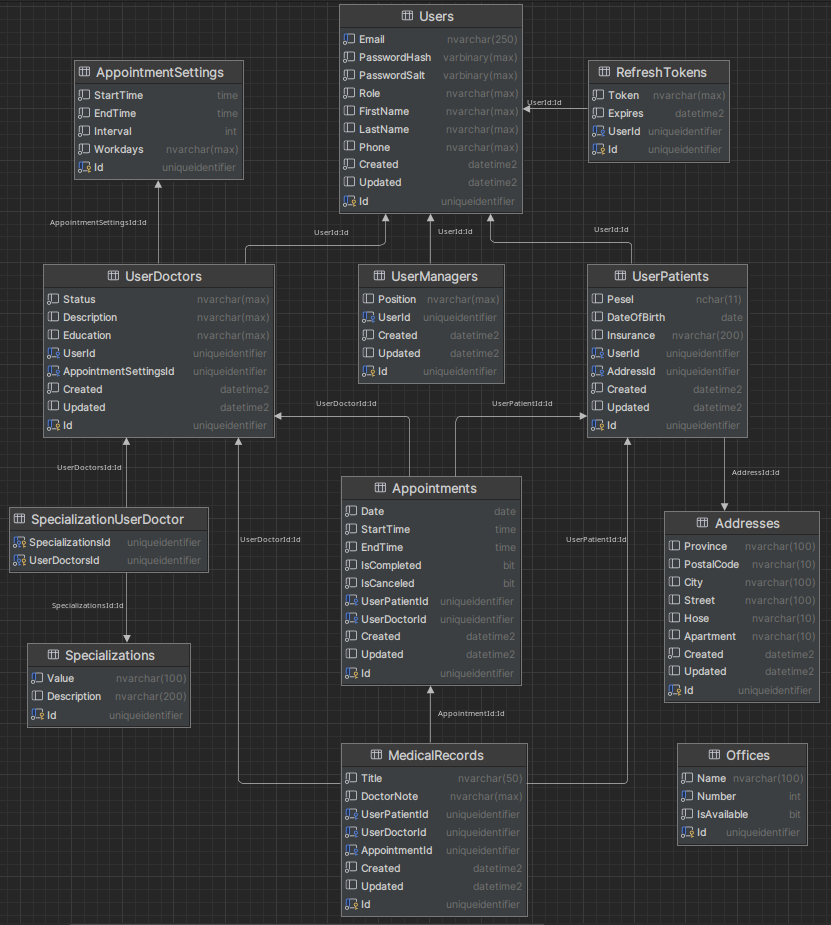 Users
Email nvarchar(250)
PasswordHash varbinary(max)
PasswordSalt varbinary(max)
Role nvarchar(max)
FirstName nvarchar(max)
LastName nvarchar(max)
Phone nvarchar(max)
Created datetime2
Updated datetime2
Id uniqueidentifier
AppointmentSettings
StartTime time
EndTime time
Interval int
Workdays nvarchar(max)
Id uniqueidentifier
RefreshTokens
Token nvarchar(max)
Expires datetime2
UserId uniqueidentifier
Id uniqueidentifier
UserId:Id
AppointmentSettingsId:Id
UserId:Id
UserId:Id
UserId:Id
UserDoctors
Status nvarchar(max)
Description nvarchar(max)
Education nvarchar(max)
UserId uniqueidentifier
AppointmentSettingsId uniqueidentifier
Created datetime2
Updated datetime2
Id uniqueidentifier
UserManagers
Position nvarchar(max)
UserId uniqueidentifier
Created datetime2
Updated datetime2
Id uniqueidentifier
UserPatients
Pesel nchar(11)
DateOfBirth date
Insurance nvarchar(200)
UserId uniqueidentifier
AddressId uniqueidentifier
Created datetime2
Updated datetime2
Id uniqueidentifier
UserDoctorId:Id
UserPatientId:Id
UserDoctorsId:Id
AddressId:Id
SpecializationUserDoctor
SpecializationsId uniqueidentifier
UserDoctorsId uniqueidentifier
UserDoctorId:Id
Appointments
Date date
StartTime time
EndTime time
IsCompleted bit
IsCanceled bit
UserPatientId uniqueidentifier
UserDoctorId uniqueidentifier
Created datetime2
Updated datetime2
Id uniqueidentifier
UserPatientId:Id
Addresses
Province nvarchar(100)
PostalCode nvarchar(10)
City nvarchar(100)
Street nvarchar(100)
Hose nvarchar(10)
Apartment nvarchar(10)
Created datetime2
Updated datetime2
Id uniqueidentifier
SpecializationsId:Id
Specializations
Value nvarchar(100)
Description nvarchar(200)
Id uniqueidentifier
AppointmentId:Id
MedicalRecords
Title nvarchar(50)
DoctorNote nvarchar(max)
UserPatientId uniqueidentifier
UserDoctorId uniqueidentifier
AppointmentId uniqueidentifier
Created datetime2
Updated datetime2
Id uniqueidentifier
Offices
Name nvarchar(100)
Number int
IsAvailable bit
Id uniqueidentifier